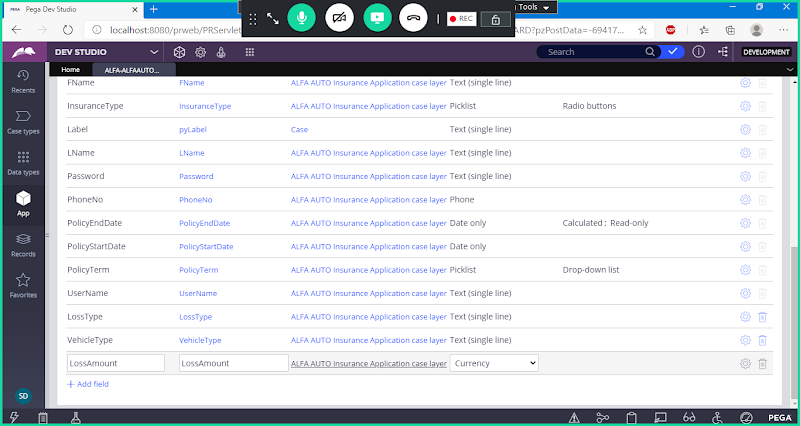 PEGA Pega Dev Studio
REC
Tools
https://localhost:8080/prweb/PRServlet
ARD?pzPostData=-69417...
DEV STUDIO
Search
DEVELOPMENT
Home ALFA-ALFAAUTO...
Recents
Case types
Data types
App
Records
Favorites
SD
FName FName ALFA AUTO Insurance Application case layer Text (single line)
InsuranceType InsuranceType ALFA AUTO Insurance Application case layer Picklist Radio buttons
Label pyLabel Case Text (single line)
LName LName ALFA AUTO Insurance Application case layer Text (single line)
Password Password ALFA AUTO Insurance Application case layer Text (single line)
PhoneNo PhoneNo ALFA AUTO Insurance Application case layer Phone
PolicyEndDate PolicyEndDate ALFA AUTO Insurance Application case layer Date only Calculated ; Read-only
PolicyStartDate PolicyStartDate ALFA AUTO Insurance Application case layer Date only
PolicyTerm PolicyTerm ALFA AUTO Insurance Application case layer Picklist Drop-down list
UserName UserName ALFA AUTO Insurance Application case layer Text (single line)
LossType LossType ALFA AUTO Insurance Application case layer Text (single line)
VehicleType VehicleType ALFA AUTO Insurance Application case layer Text (single line)
LossAmount LossAmount ALFA AUTO Insurance Application case layer Currency
+ Add field
PEGA